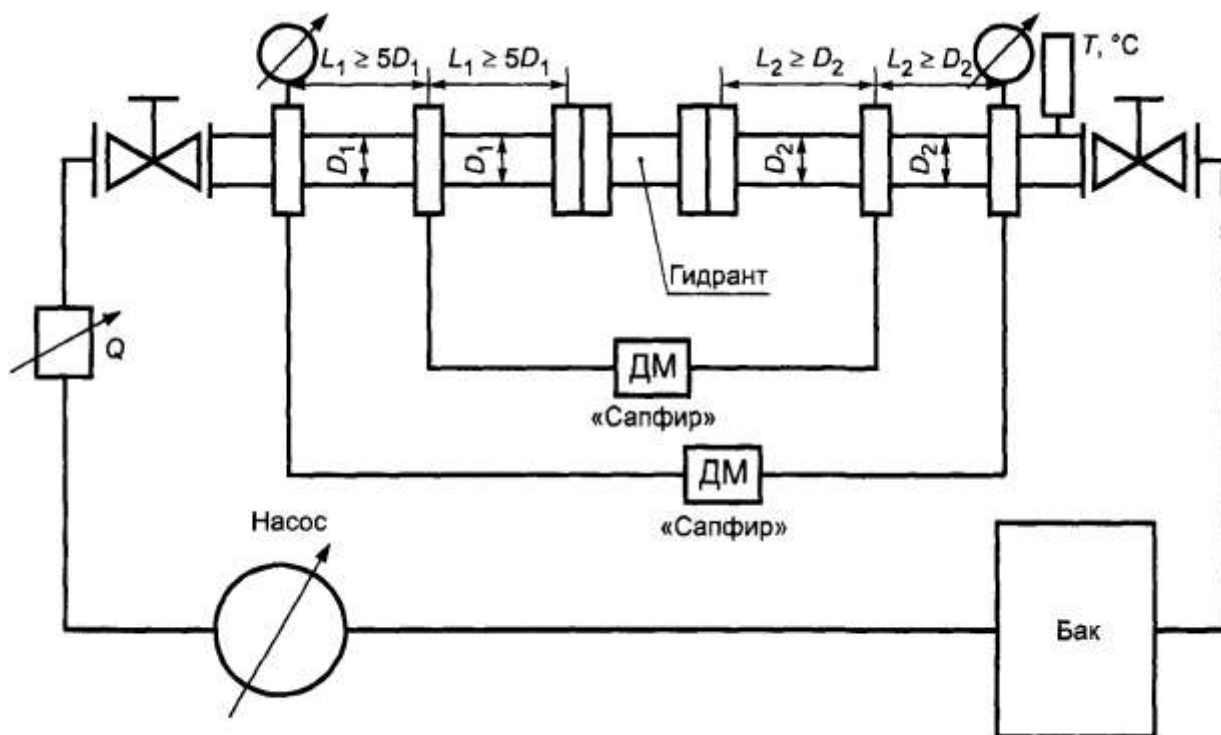 L₁ ≥ 5D₁ L₁ ≥ 5D₁ L₂ ≥ D₂ L₂ ≥ D₂ T, °C
D₁ D₁ D₂ D₂
Гидрант
Q
ДМ
«Сапфир»
ДМ
«Сапфир»
Насос
Бак